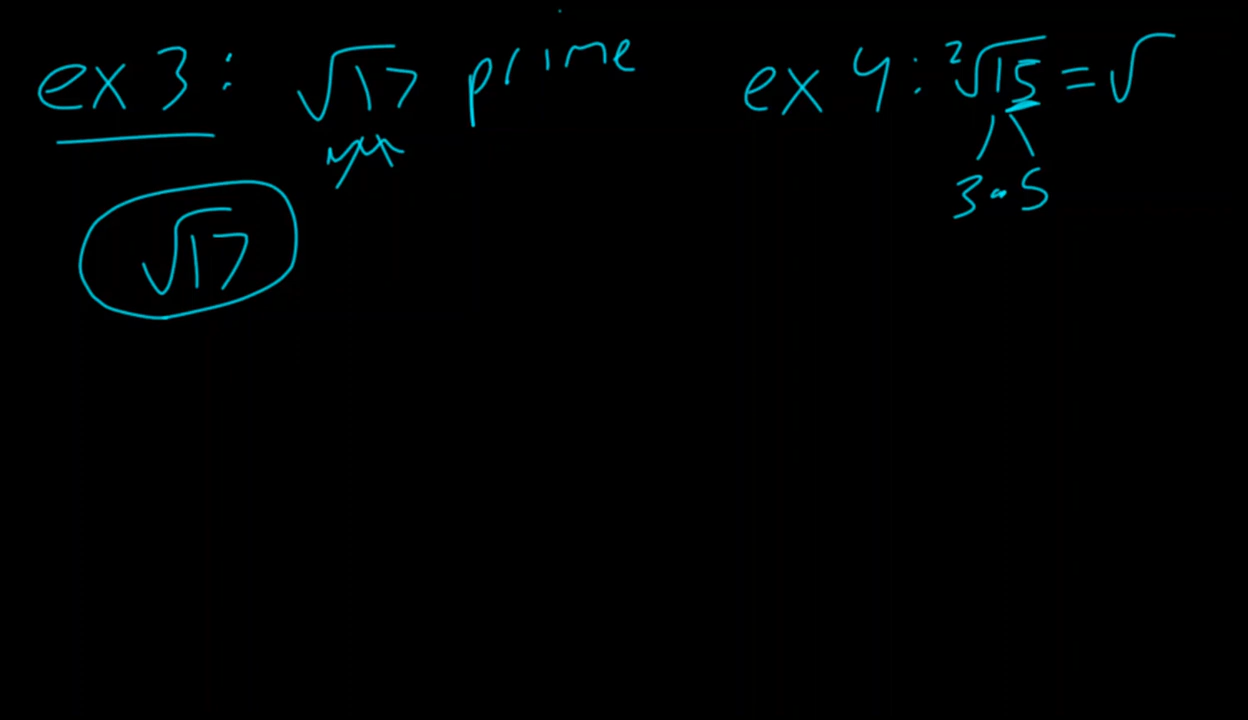 ex 3: √17 prime
√17
ex 4: ²√15 = √
3 · 5